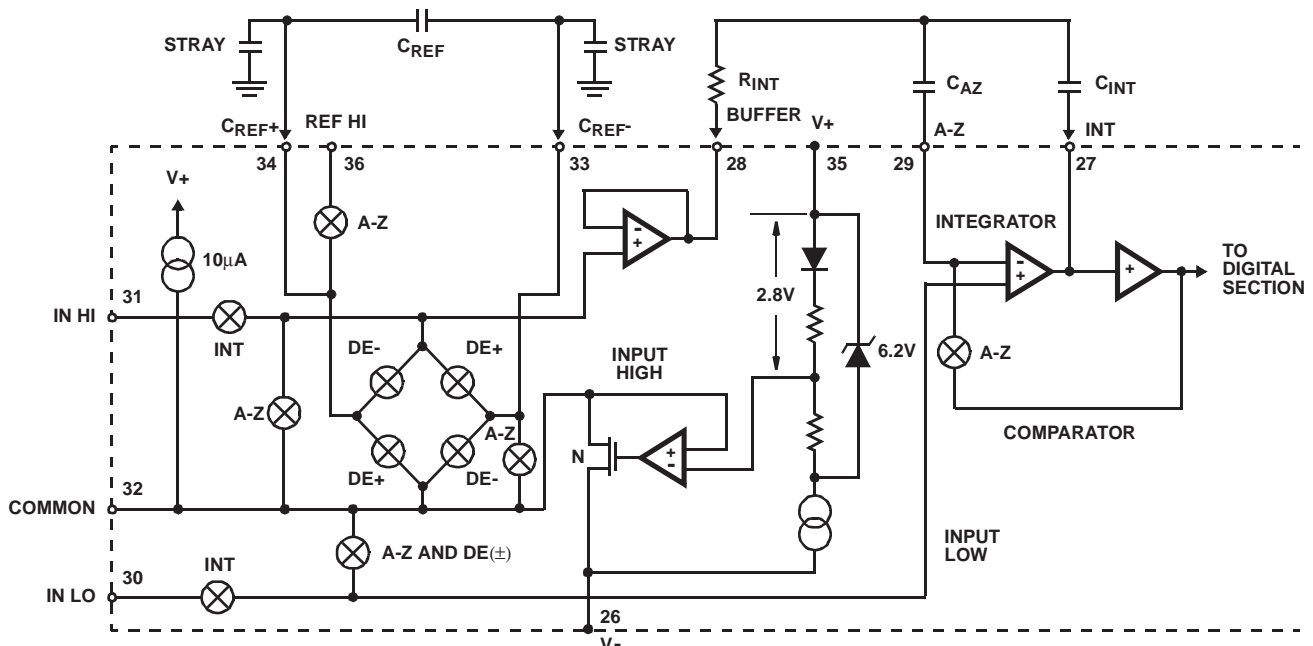 STRAY
CREF
STRAY
RINT
CAZ
CINT
CREF+
REF HI
CREF-
BUFFER
V+
A-Z
INT
34
36
33
28
35
29
27
V+
A-Z
-
+
INTEGRATOR
-
+
+
TO
DIGITAL
SECTION
10μA
2.8V
31
IN HI
INT
DE-
DE+
INPUT
HIGH
6.2V
A-Z
A-Z
A-Z
COMPARATOR
DE+
DE-
N
+
-
32
COMMON
A-Z AND DE(±)
INPUT
LOW
INT
30
IN LO
26
V-